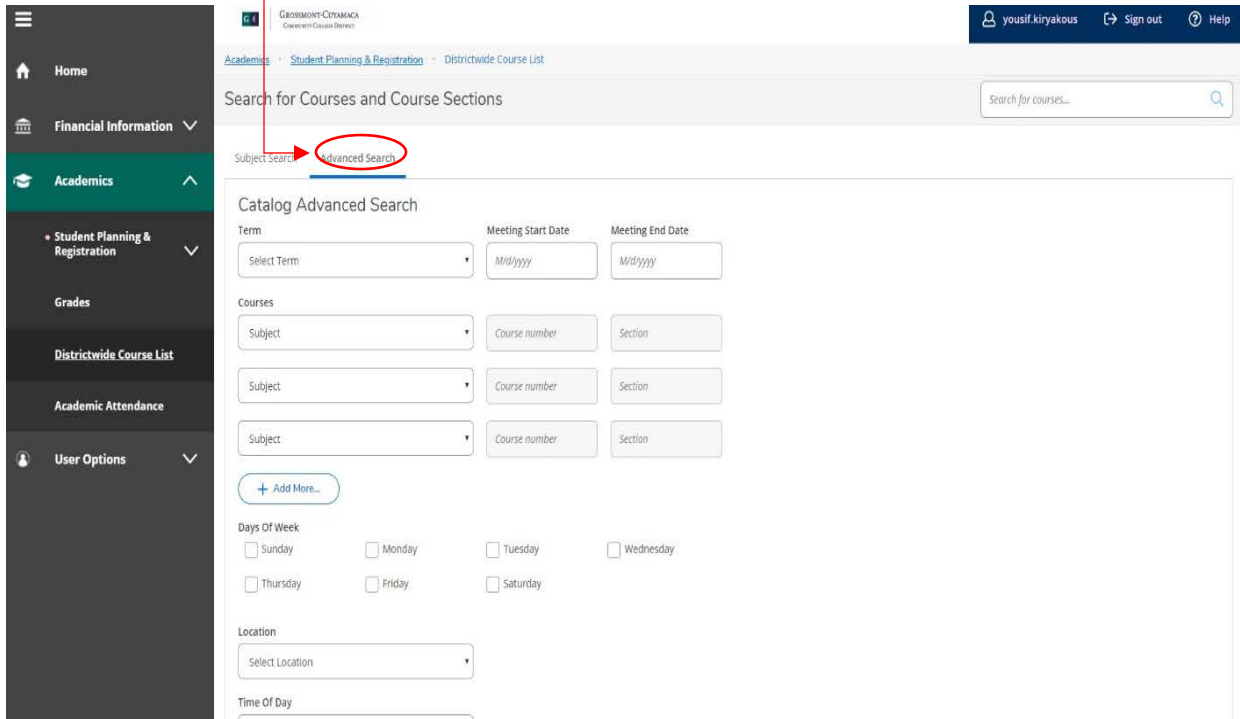 G C
GROSSMONT-CUYAMACA
COMMUNITY COLLEGE DISTRICT
yousif.kiryakous
Sign out
Help
Home
Financial Information
Academics
Student Planning &
Registration
Grades
Districtwide Course List
Academic Attendance
User Options
Academics · Student Planning & Registration · Districtwide Course List
Search for Courses and Course Sections
Search for courses...
Subject Search
Advanced Search
Catalog Advanced Search
Term
Meeting Start Date
Meeting End Date
Select Term
M/d/yyyy
M/d/yyyy
Courses
Subject
Course number
Section
Subject
Course number
Section
Subject
Course number
Section
+ Add More...
Days Of Week
Sunday
Monday
Tuesday
Wednesday
Thursday
Friday
Saturday
Location
Select Location
Time Of Day